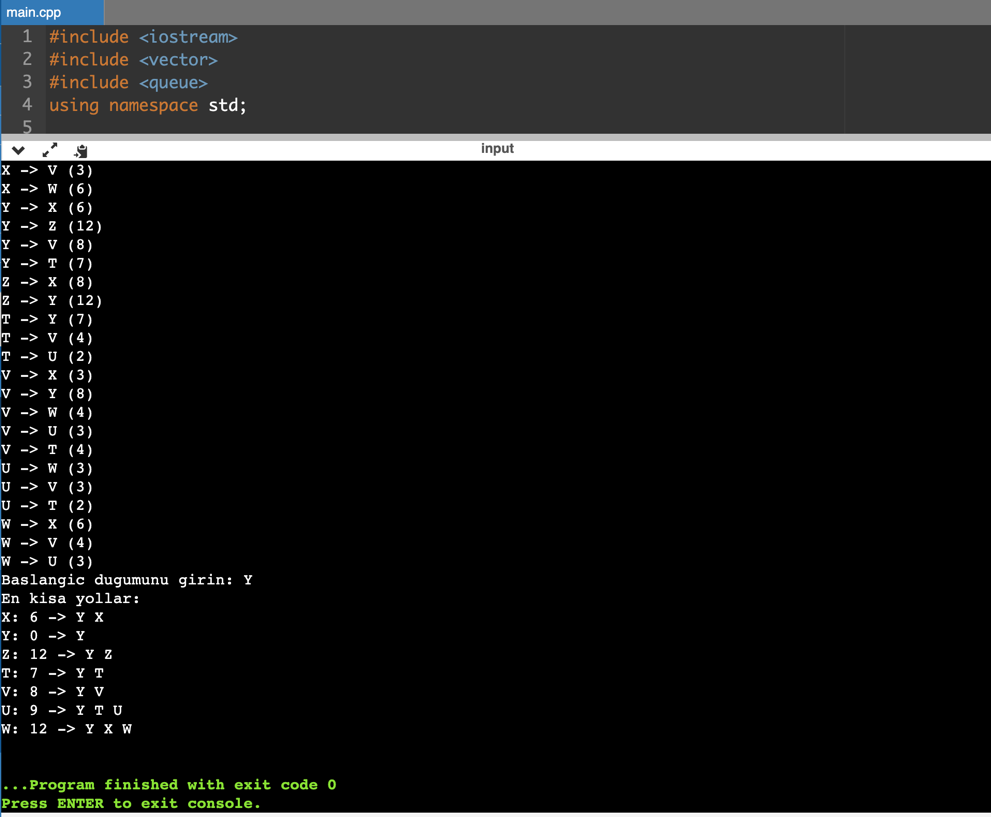 main.cpp
1 #include <iostream>
2 #include <vector>
3 #include <queue>
4 using namespace std;
5
input
X -> V (3)
X -> W (6)
Y -> X (6)
Y -> Z (12)
Y -> V (8)
Y -> T (7)
Z -> X (8)
Z -> Y (12)
T -> Y (7)
T -> V (4)
T -> U (2)
V -> X (3)
V -> Y (8)
V -> W (4)
V -> U (3)
V -> T (4)
U -> W (3)
U -> V (3)
U -> T (2)
W -> X (6)
W -> V (4)
W -> U (3)
Baslangic dugumunu girin: Y
En kisa yollar:
X: 6 -> Y X
Y: 0 -> Y
Z: 12 -> Y Z
T: 7 -> Y T
V: 8 -> Y V
U: 9 -> Y T U
W: 12 -> Y X W
...Program finished with exit code 0
Press ENTER to exit console.